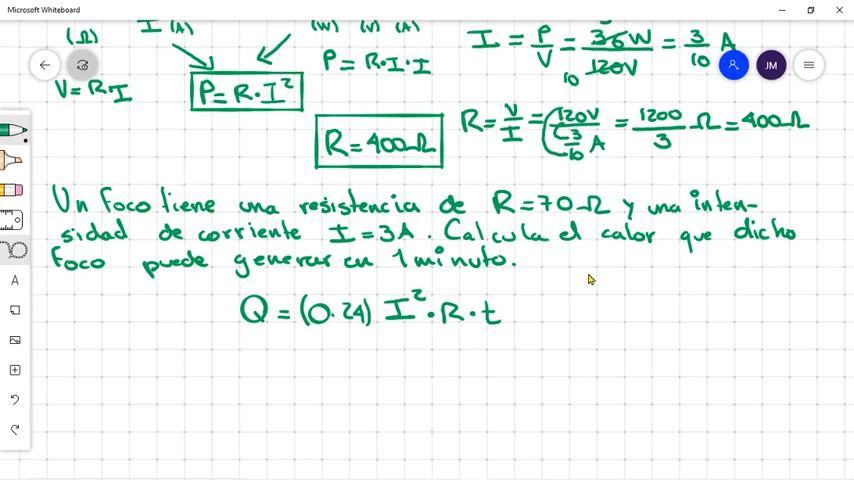 Microsoft Whiteboard
(Ω) I (A) (W) (V) (A)
V = R I
P = R · I²
P = R · I · I
I = P/V = 36W/120V = 3/10 A
10
JM
R = 400Ω
R = V/I = 120V/(3/10 A) = 1200/3 Ω = 400Ω
Un foco tiene una resistencia de R = 70Ω y una inten-
sidad de corriente I = 3A. Calcula el calor que dicho
foco puede generar en 1 minuto.
Q = (0.24) I² · R · t
A